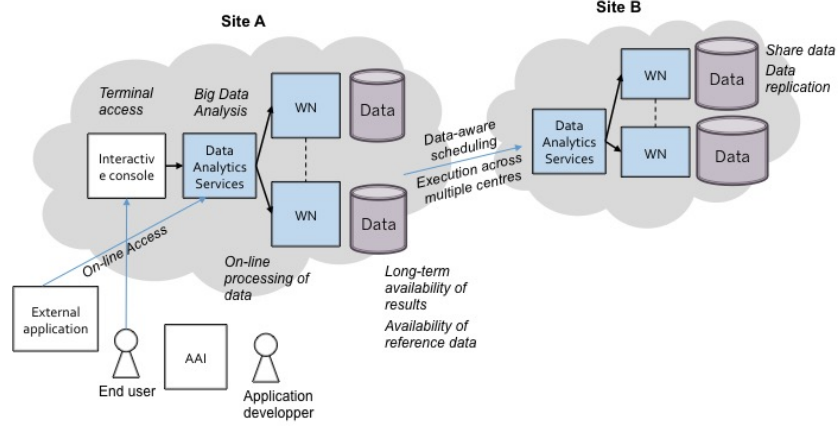 Site A
Site B
Terminal
access
Big Data
Analysis
WN
Data
Interactiv
e console
Data
Analytics
Services
WN
Data
On-line Access
On-line
processing of
data
External
application
End user
AAI
Application
developper
Data-aware
scheduling
Execution across
multiple centres
Long-term
availability of
results
Availability of
reference data
Data
Analytics
Services
WN
Data
WN
Data
Share data
Data
replication